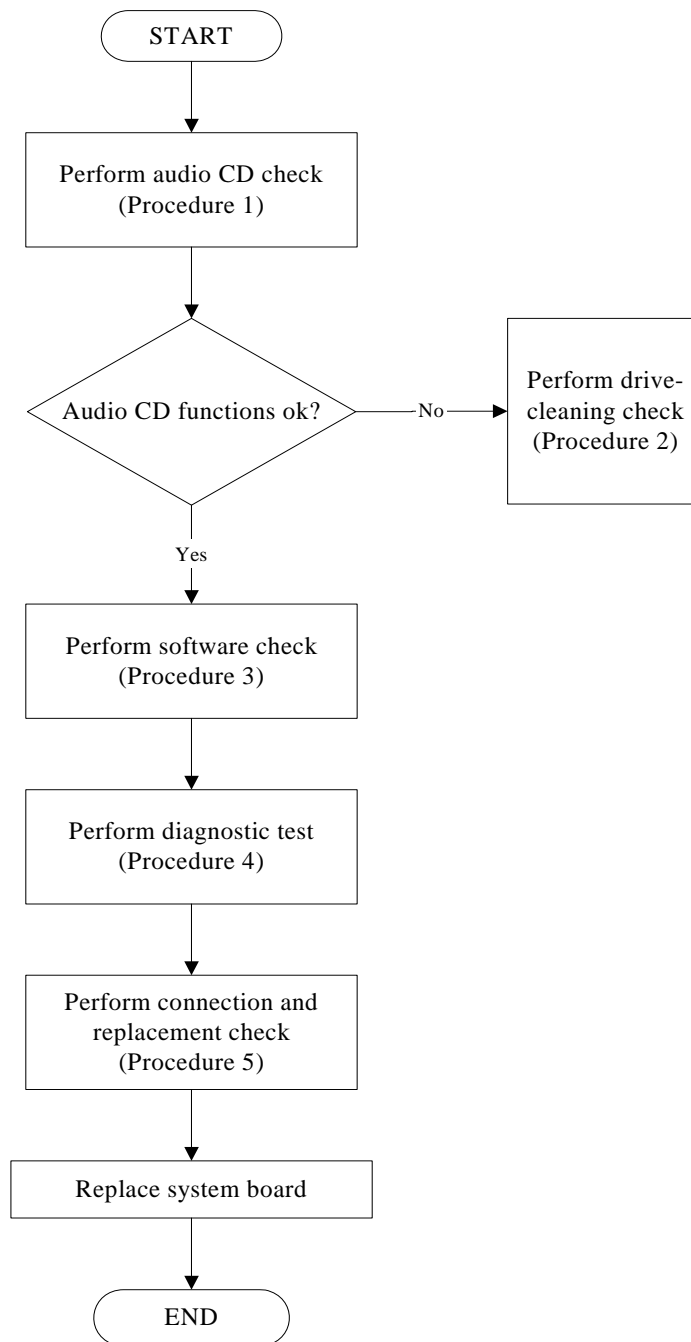 START
Perform audio CD check
(Procedure 1)
Audio CD functions ok?
No
Perform drive-
cleaning check
(Procedure 2)
Yes
Perform software check
(Procedure 3)
Perform diagnostic test
(Procedure 4)
Perform connection and
replacement check
(Procedure 5)
Replace system board
END